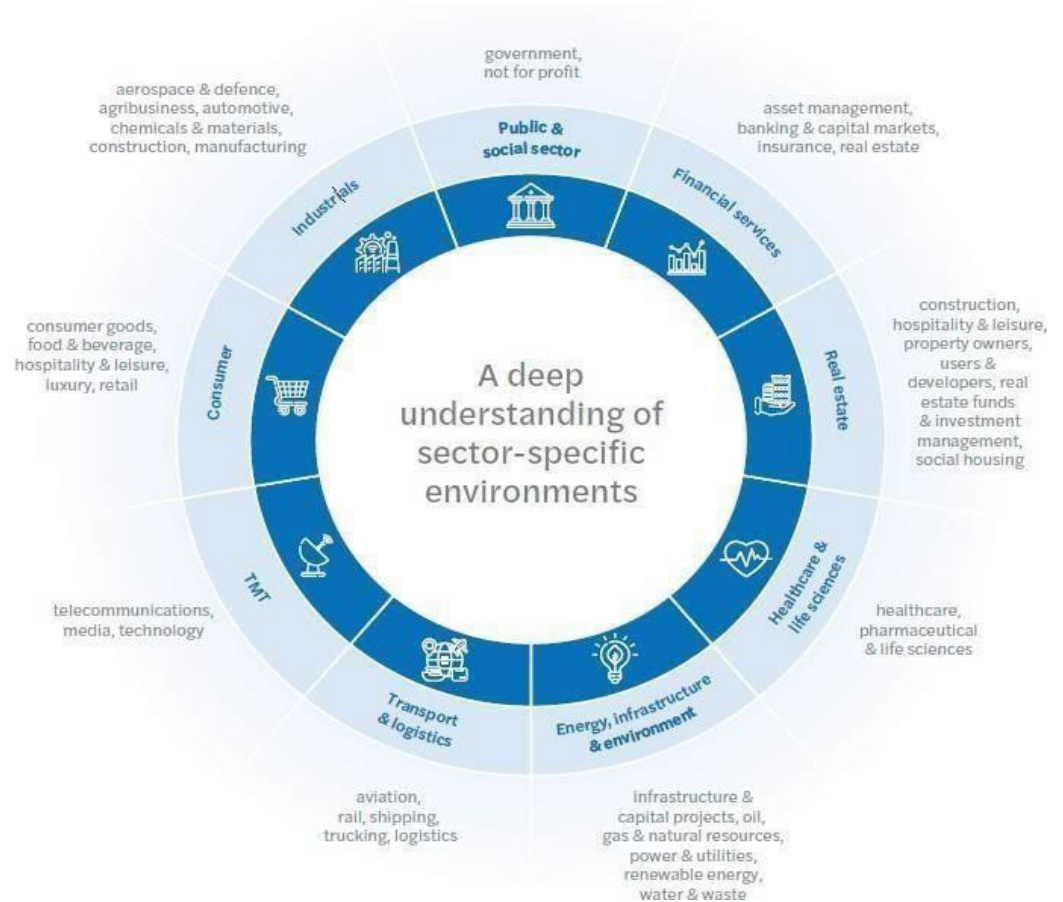 government,
not for profit
Public &
social sector
asset management,
banking & capital markets,
insurance, real estate
Financial services
construction,
hospitality & leisure,
property owners,
users &
developers, real
estate funds
& investment
management,
social housing
Real estate
healthcare,
pharmaceutical
& life sciences
Healthcare &
life sciences
infrastructure &
capital projects, oil,
gas & natural resources,
power & utilities,
renewable energy,
water & waste
Energy, infrastructure
& environment
aviation,
rail, shipping,
trucking, logistics
Transport
& logistics
telecommunications,
media, technology
TMT
consumer goods,
food & beverage,
hospitality & leisure,
luxury, retail
Consumer
aerospace & defence,
agribusiness, automotive,
chemicals & materials,
construction, manufacturing
Industrials
A deep
understanding of
sector-specific
environments